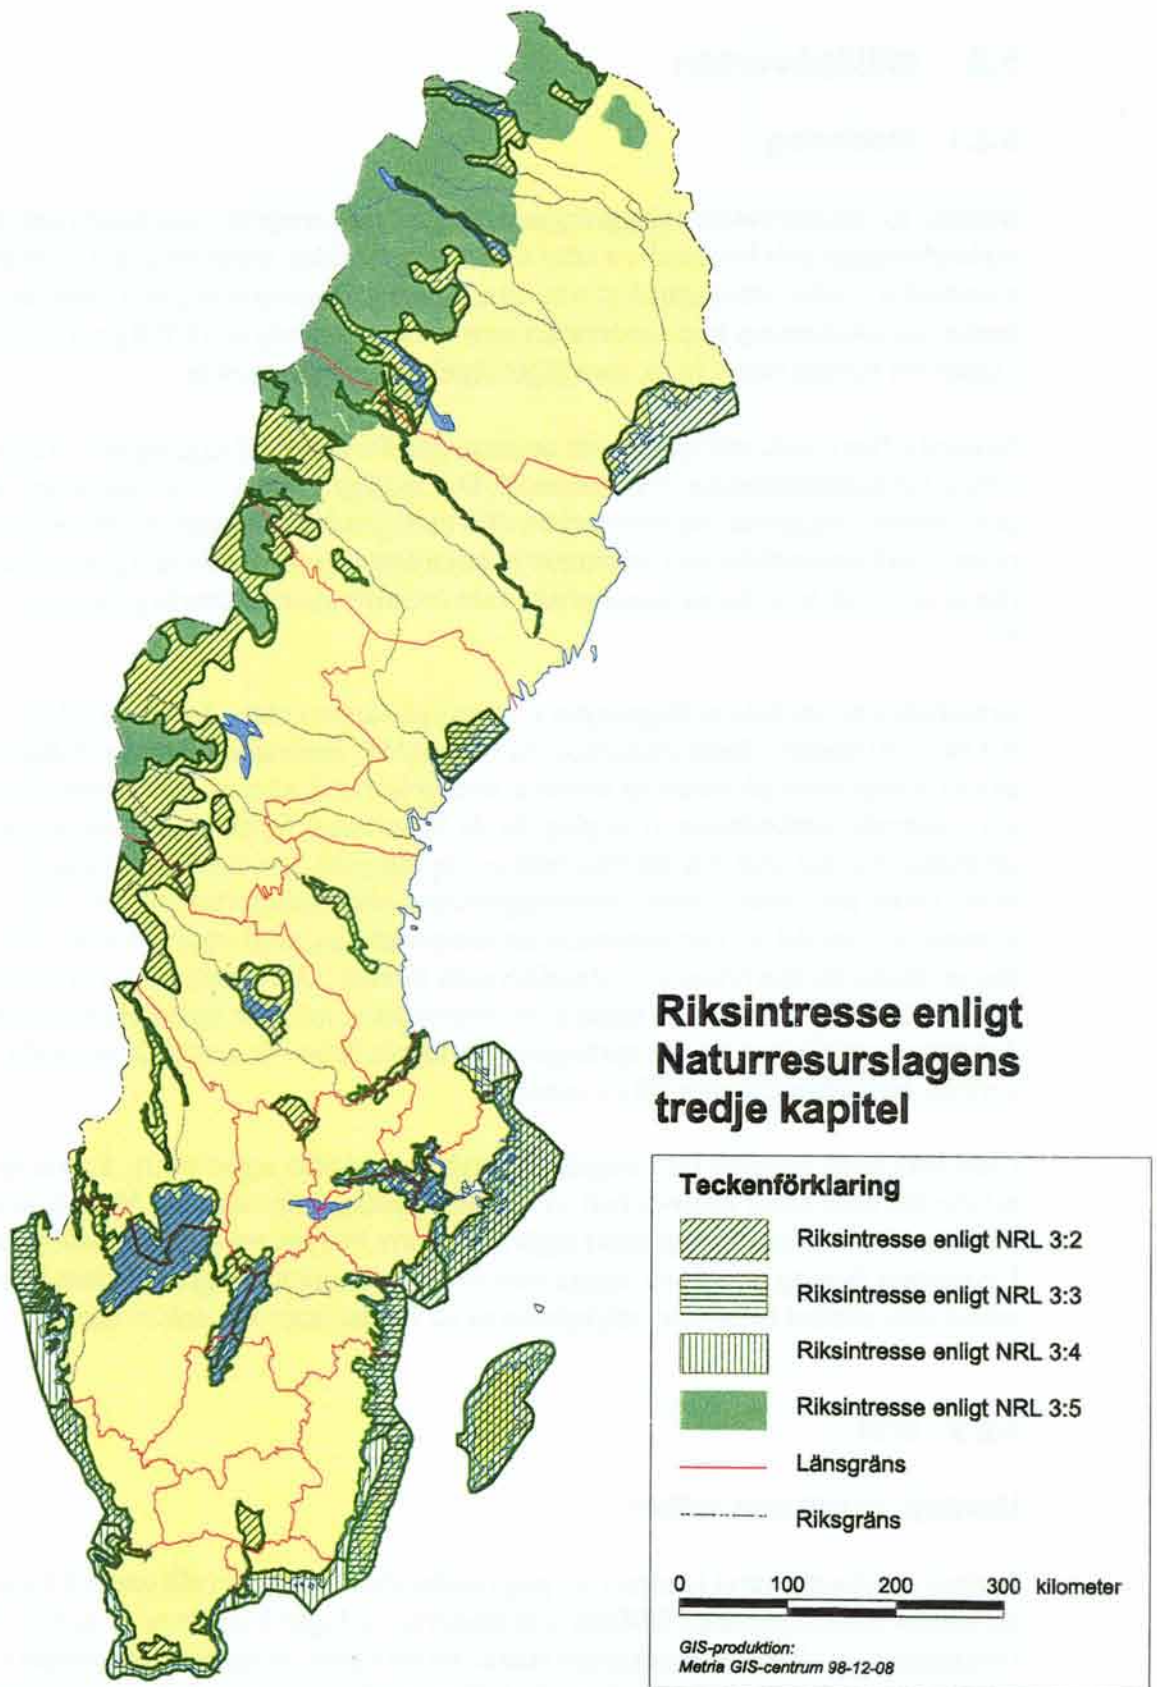 Riksintresse enligt
Naturresurslagens
tredje kapitel
Teckenförklaring
Riksintresse enligt NRL 3:2
Riksintresse enligt NRL 3:3
Riksintresse enligt NRL 3:4
Riksintresse enligt NRL 3:5
Länsgräns
Riksgräns
0 100 200 300 kilometer
GIS-produktion:
Metria GIS-centrum 98-12-08